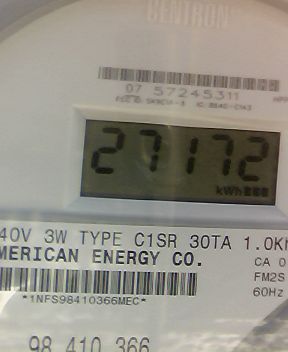 CENTRON
07 57245311
27172
kWh
40V 3W TYPE C1SR 30TA 1.0K
MERICAN ENERGY CO.
CA 0
FM2S
60Hz
*1NFS98410366MEC*
98 410 366